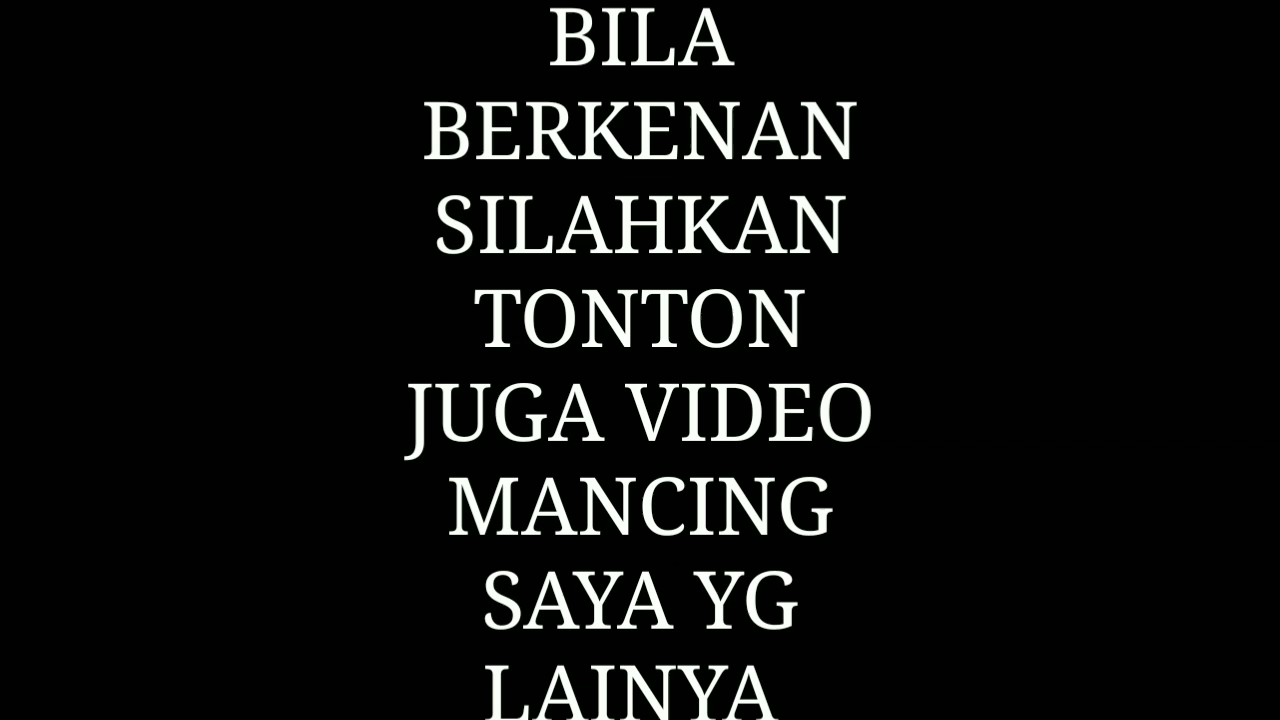 BILA
BERKENAN
SILAHKAN
TONTON
JUGA VIDEO
MANCING
SAYA YG
LAINYA